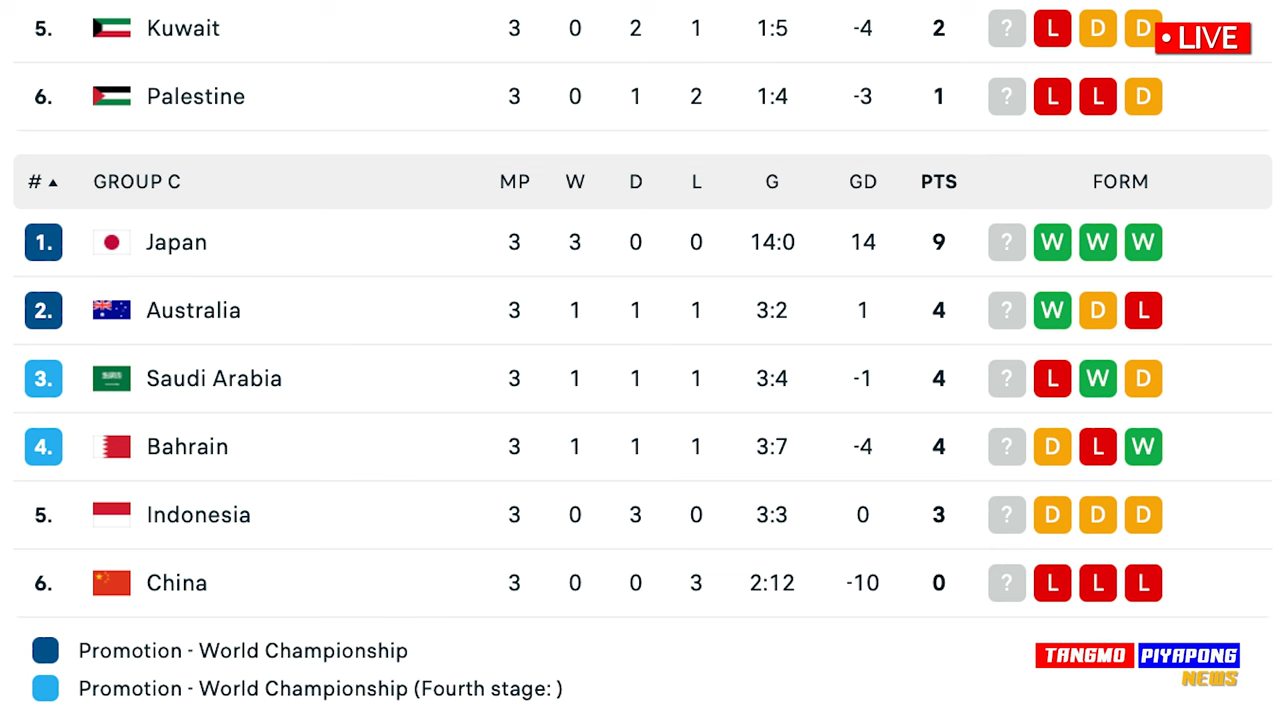 5. Kuwait 3 0 2 1 1:5 -4 2 ? L D D
• LIVE
6. Palestine 3 0 1 2 1:4 -3 1 ? L L D
# ▲ GROUP C MP W D L G GD PTS FORM
1. Japan 3 3 0 0 14:0 14 9 ? W W W
2. Australia 3 1 1 1 3:2 1 4 ? W D L
3. Saudi Arabia 3 1 1 1 3:4 -1 4 ? L W D
4. Bahrain 3 1 1 1 3:7 -4 4 ? D L W
5. Indonesia 3 0 3 0 3:3 0 3 ? D D D
6. China 3 0 0 3 2:12 -10 0 ? L L L
Promotion - World Championship
Promotion - World Championship (Fourth stage: )
TANGMO PIYAPONG
NEWS